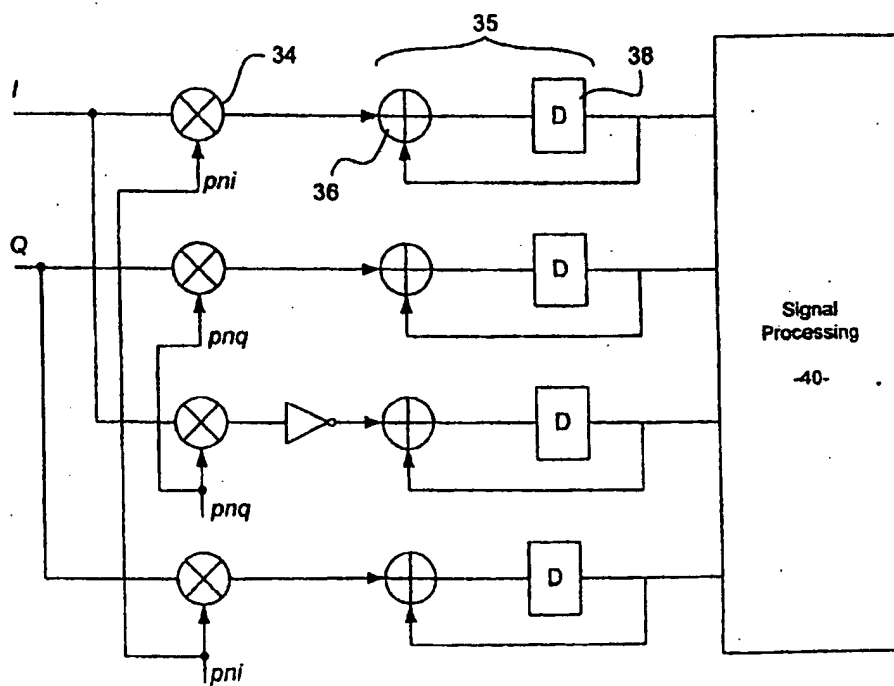 35
34
38
I
D
36
pni
Q
D
pnq
Signal
Processing
-40-
D
pnq
D
pni